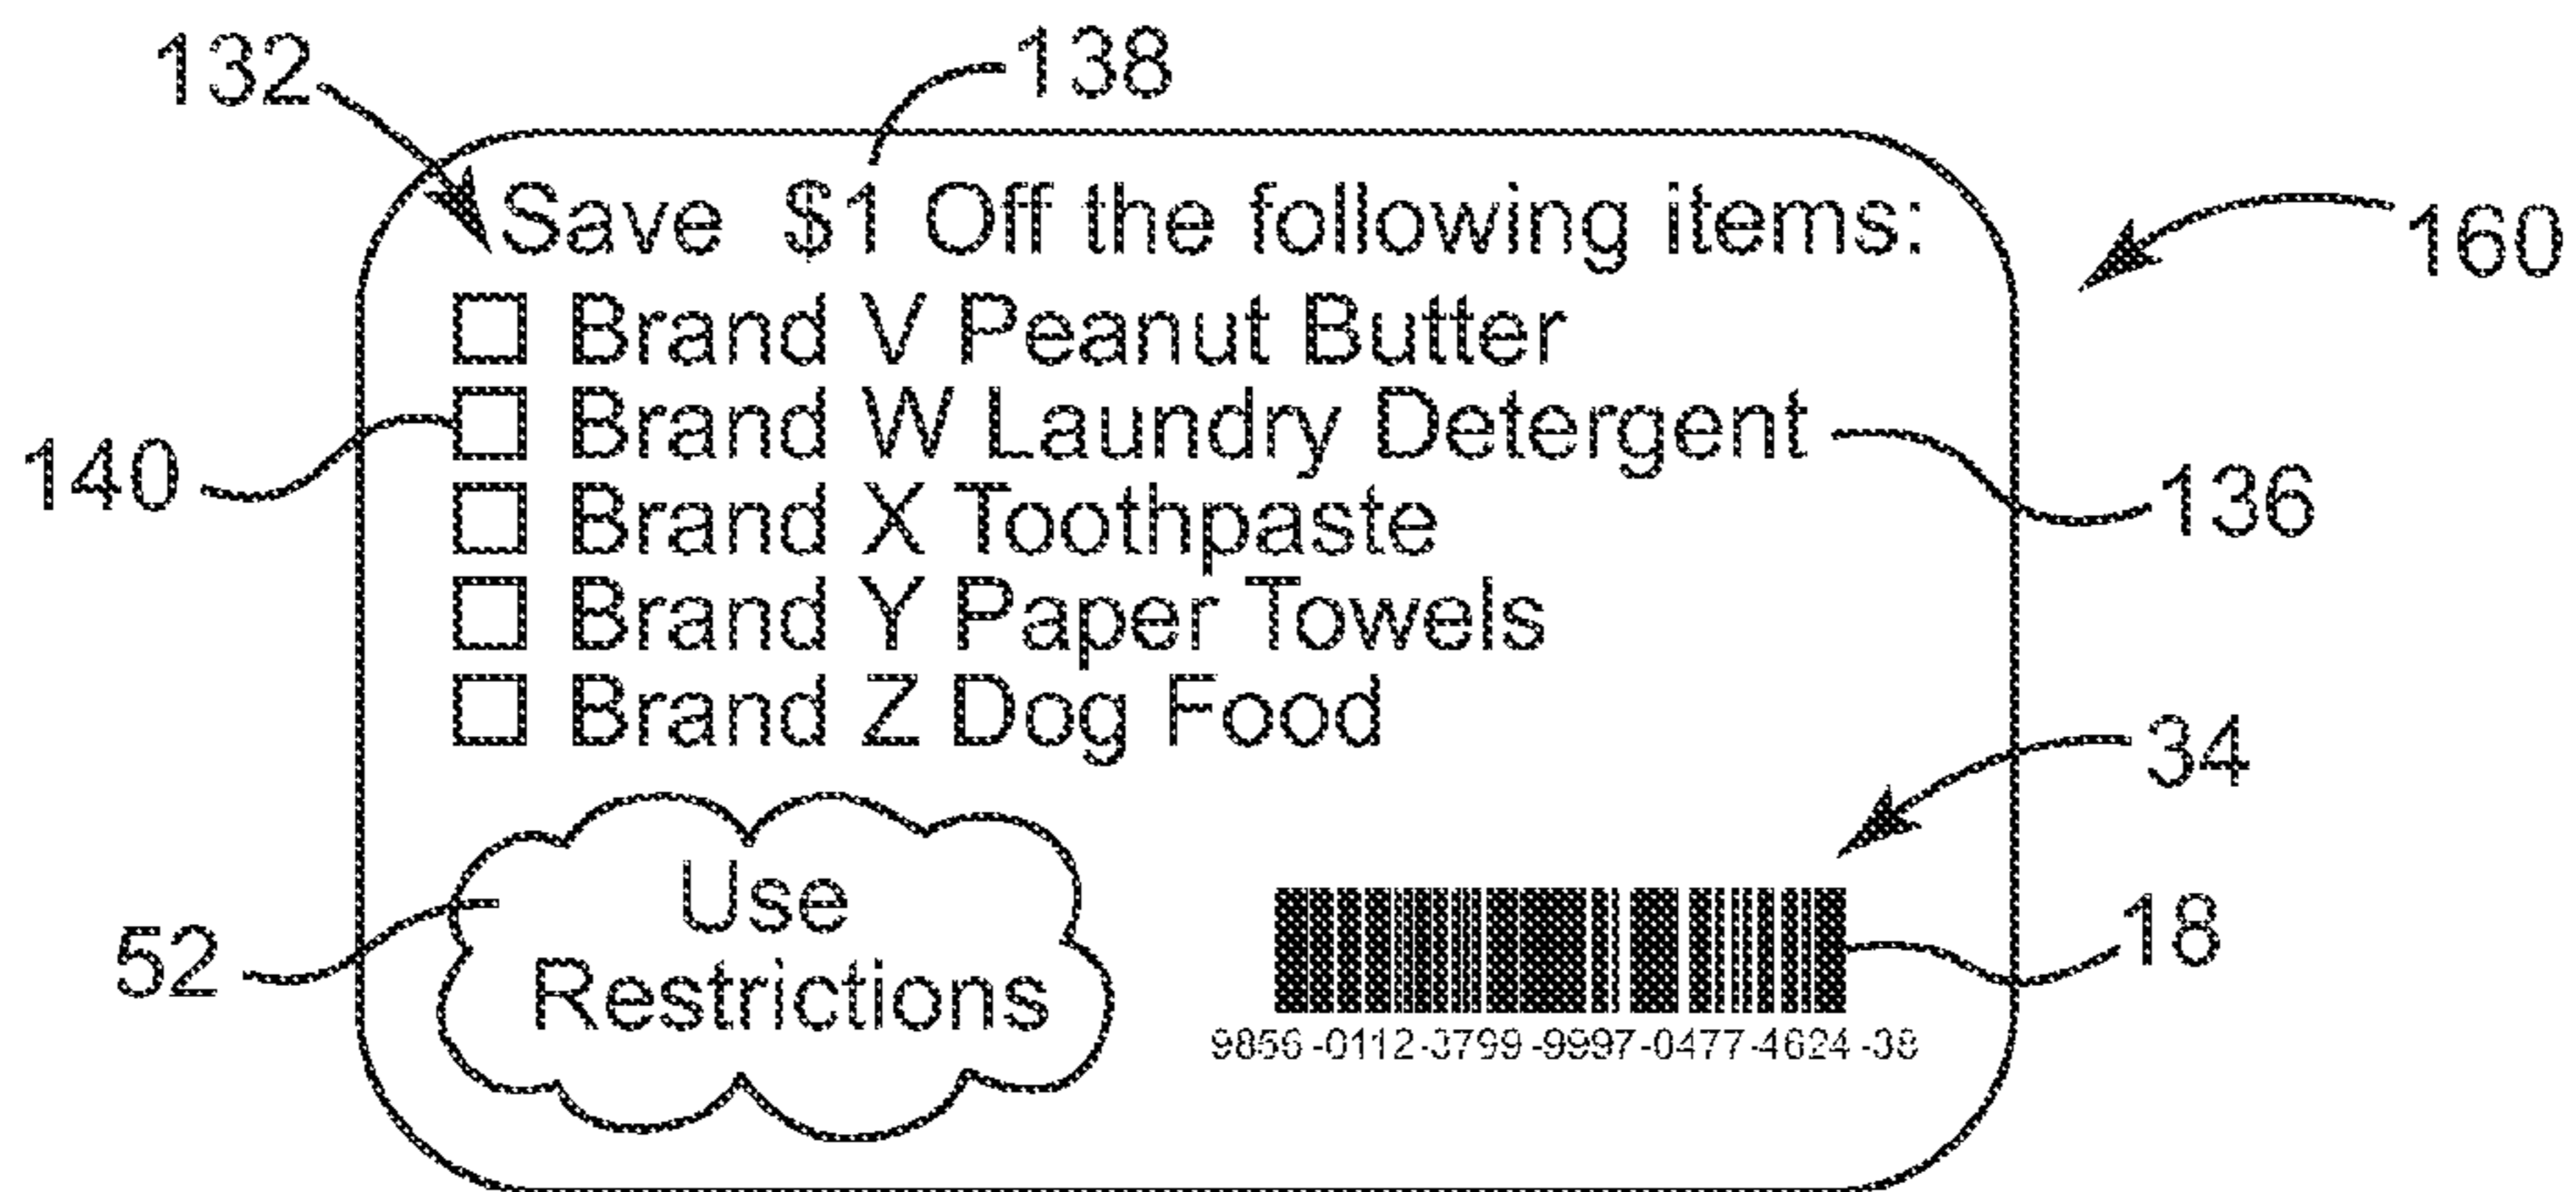 132
138
Save $1 Off the following items:
160
Brand V Peanut Butter
140
Brand W Laundry Detergent
136
Brand X Toothpaste
Brand Y Paper Towels
Brand Z Dog Food
34
52
Use
Restrictions
18
9856-0112-3799-9997-0477-4624-38